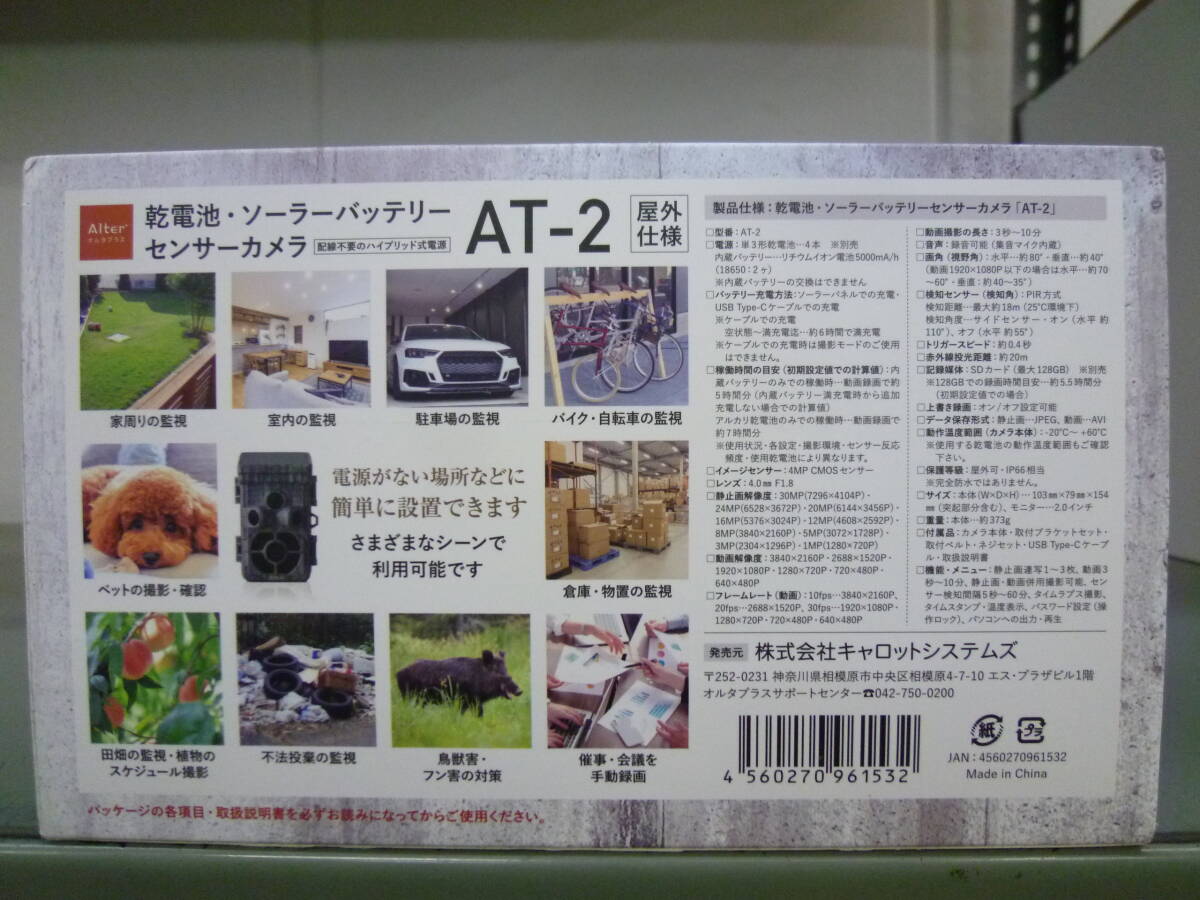 Alter+
オルタプラス
乾電池・ソーラーバッテリー
センサーカメラ 配線不要のハイブリッド式電源
AT-2
屋外
仕様
家周りの監視
室内の監視
駐車場の監視
バイク・自転車の監視
電源がない場所などに
簡単に設置できます
さまざまなシーンで
利用可能です
ペットの撮影・確認
倉庫・物置の監視
田畑の監視・植物の
スケジュール撮影
不法投棄の監視
鳥獣害・
フン害の対策
催事・会議を
手動録画
パッケージの各項目・取扱説明書を必ずお読みになってからご使用ください。
製品仕様：乾電池・ソーラーバッテリーセンサーカメラ「AT-2」
□型番：AT-2
□電源：単3形乾電池…4本 ※別売
内蔵バッテリー…リチウムイオン電池5000mA/h
（18650：2ヶ）
※内蔵バッテリーの交換はできません
□バッテリー充電方法：ソーラーパネルでの充電・
USB Type-Cケーブルでの充電
※ケーブルでの充電
空状態～満充電迄…約6時間で満充電
※ケーブルでの充電時は撮影モードのご使用
はできません。
□稼働時間の目安（初期設定値での計算値）：内
蔵バッテリーのみでの稼働時…動画録画で約
5時間分（内蔵バッテリー満充電時から追加
充電しない場合での計算値）
アルカリ乾電池のみでの稼働時…動画録画で
約7時間分
※使用状況・各設定・撮影環境・センサー反応
頻度・使用乾電池により異なります。
□イメージセンサー：4MP CMOSセンサー
□レンズ：4.0㎜ F1.8
□静止画解像度：30MP(7296×4104P)・
24MP(6528×3672P)・20MP(6144×3456P)・
16MP(5376×3024P)・12MP(4608×2592P)・
8MP(3840×2160P)・5MP(3072×1728P)・
3MP(2304×1296P)・1MP(1280×720P)
□動画解像度：3840×2160P・2688×1520P・
1920×1080P・1280×720P・720×480P・
640×480P
□フレームレート（動画）：10fps…3840×2160P、
20fps…2688×1520P、30fps…1920×1080P・
1280×720P・720×480P・640×480P
□動画撮影の長さ：3秒～10分
□音声：録音可能（集音マイク内蔵）
□画角（視野角）：水平…約80°・垂直…約40°
（動画1920×1080P以下の場合は水平…約70
～60°・垂直：約40～35°）
□検知センサー（検知角）：PIR方式
検知距離…最大約18m（25℃環境下）
検知角度…サイドセンサー・オン（水平 約
110°）、オフ（水平 約55°）
□トリガースピード：約0.4秒
□赤外線投光距離：約20m
□記録媒体：SDカード（最大128GB） ※別売
※128GBでの録画時間目安…約5.5時間分
（初期設定値での場合）
□上書き録画：オン/オフ設定可能
□データ保存形式：静止画…JPEG、動画…AVI
□動作温度範囲（カメラ本体）：-20℃～ +60℃
※使用する乾電池の動作温度範囲もご確認
下さい。
□保護等級：屋外可・IP66相当
※完全防水ではありません。
□サイズ：本体（W×D×H）…103㎜×79㎜×154
㎜（突起部分含む）、モニター…2.0インチ
□重量：本体…約373g
□付属品：カメラ本体・取付ブラケットセット・
取付ベルト・ネジセット・USB Type-Cケーブ
ル・取扱説明書
□機能・メニュー：静止画連写1～3枚、動画3
秒～10分、静止画・動画併用撮影可能、セン
サー検知間隔5秒～60分、タイムラプス撮影、
タイムスタンプ・温度表示、パスワード設定（操
作ロック）、パソコンへの出力・再生
発売元 株式会社キャロットシステムズ
〒252-0231 神奈川県相模原市中央区相模原4-7-10 エス・プラザビル1階
オルタプラスサポートセンター☎042-750-0200
4 560270 961532
紙
プラ
JAN：4560270961532
Made in China